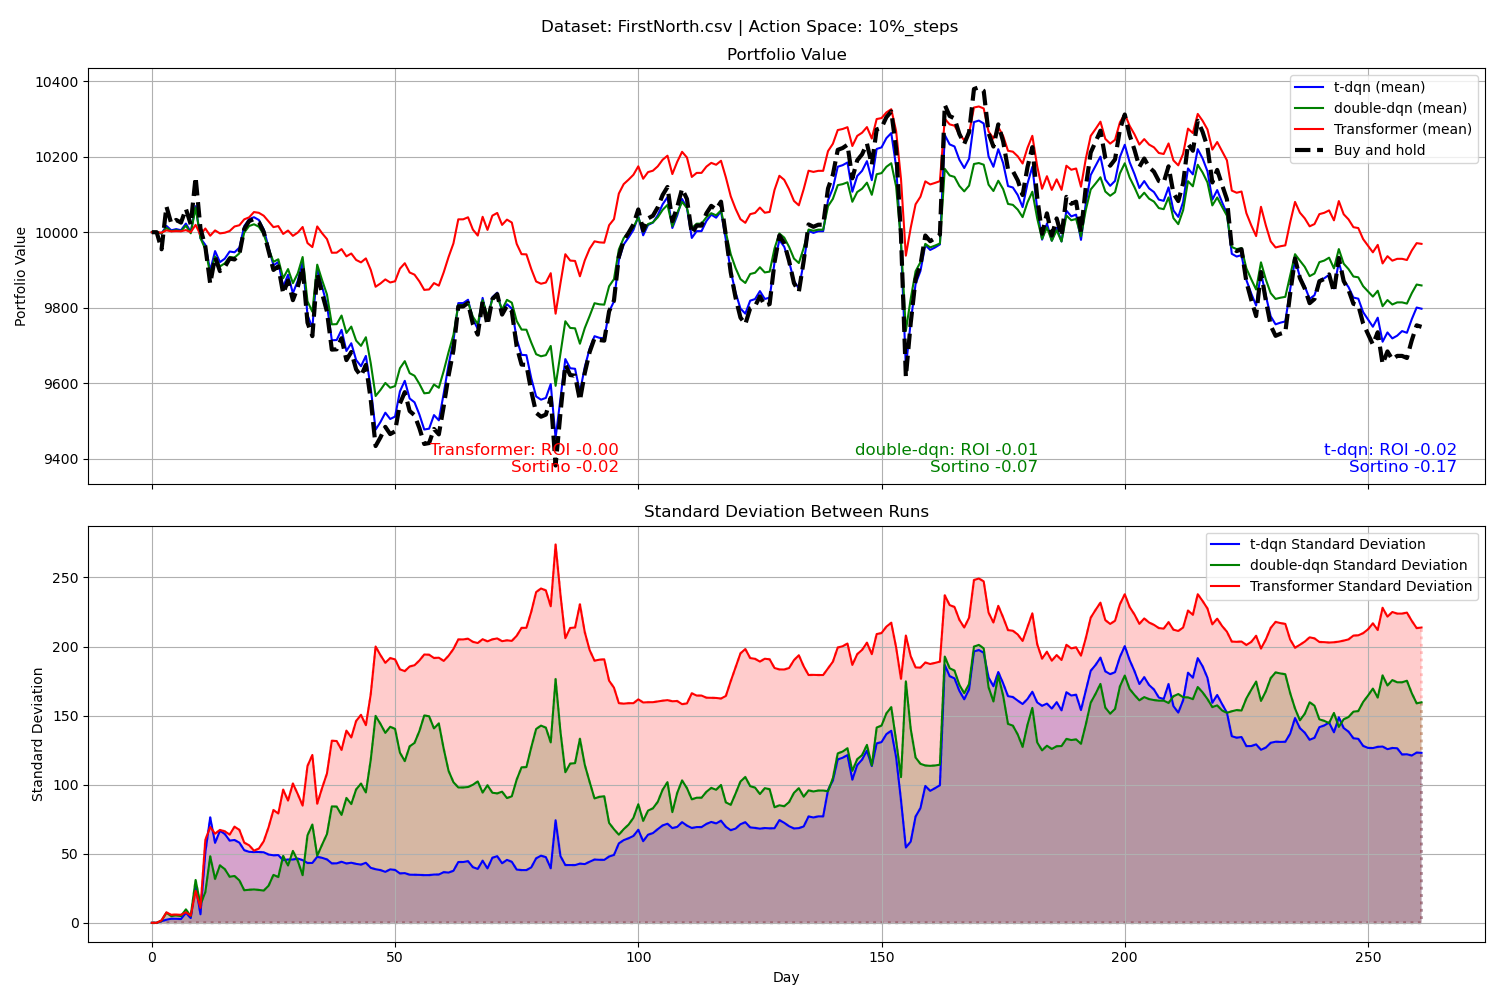 Dataset: FirstNorth.csv | Action Space: 10%_steps
Portfolio Value
10400
10200
10000
9800
9600
9400
Portfolio Value
t-dqn (mean)
double-dqn (mean)
Transformer (mean)
Buy and hold
Transformer: ROI -0.00
Sortino -0.02
double-dqn: ROI -0.01
Sortino -0.07
t-dqn: ROI -0.02
Sortino -0.17
Standard Deviation Between Runs
250
200
150
100
50
0
Standard Deviation
t-dqn Standard Deviation
double-dqn Standard Deviation
Transformer Standard Deviation
0 50 100 150 200 250
Day